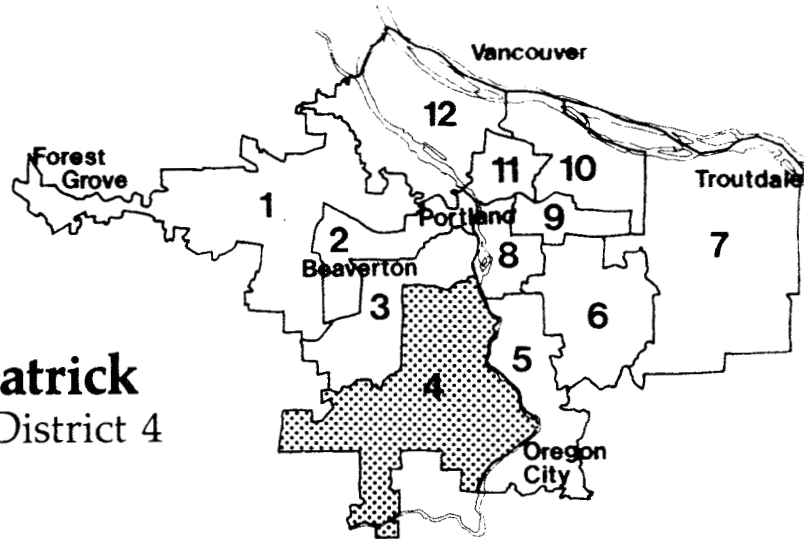 Vancouver
12
Forest
Grove
11
10
Troutdale
1
Portland
9
2
8
7
Beaverton
3
6
5
atrick
4
District 4
Oregon
City